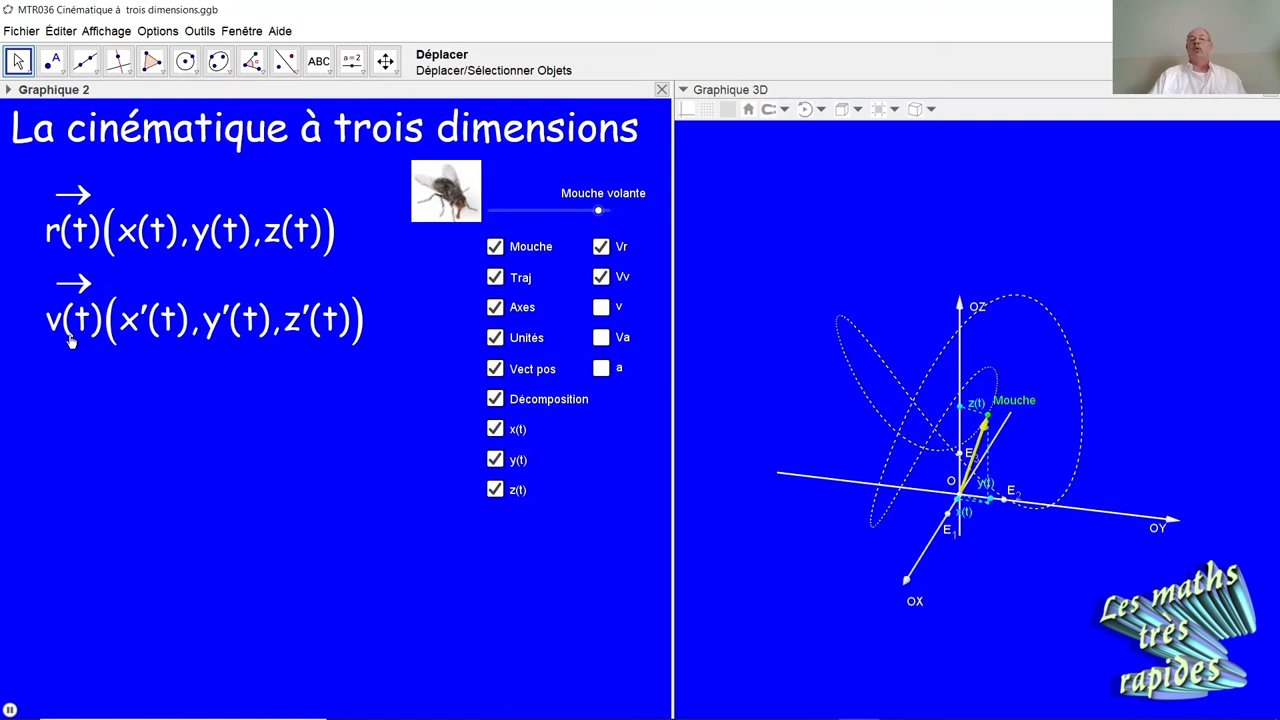 MTR036 Cinématique à trois dimensions.ggb
Fichier Éditer Affichage Options Outils Fenêtre Aide
A
ABC
a=2
Déplacer
Déplacer/Sélectionner Objets
Graphique 2
Graphique 3D
La cinématique à trois dimensions
r(t)(x(t),y(t),z(t))
v(t)(x′(t),y′(t),z′(t))
Mouche volante
Mouche
Vr
Traj
Vv
Axes
v
Unités
Va
Vect pos
a
Décomposition
x(t)
y(t)
z(t)
OZ
z(t)
Mouche
E
O
y(t)
E2
x(t)
E1
OY
OX
Les maths
très
rapides